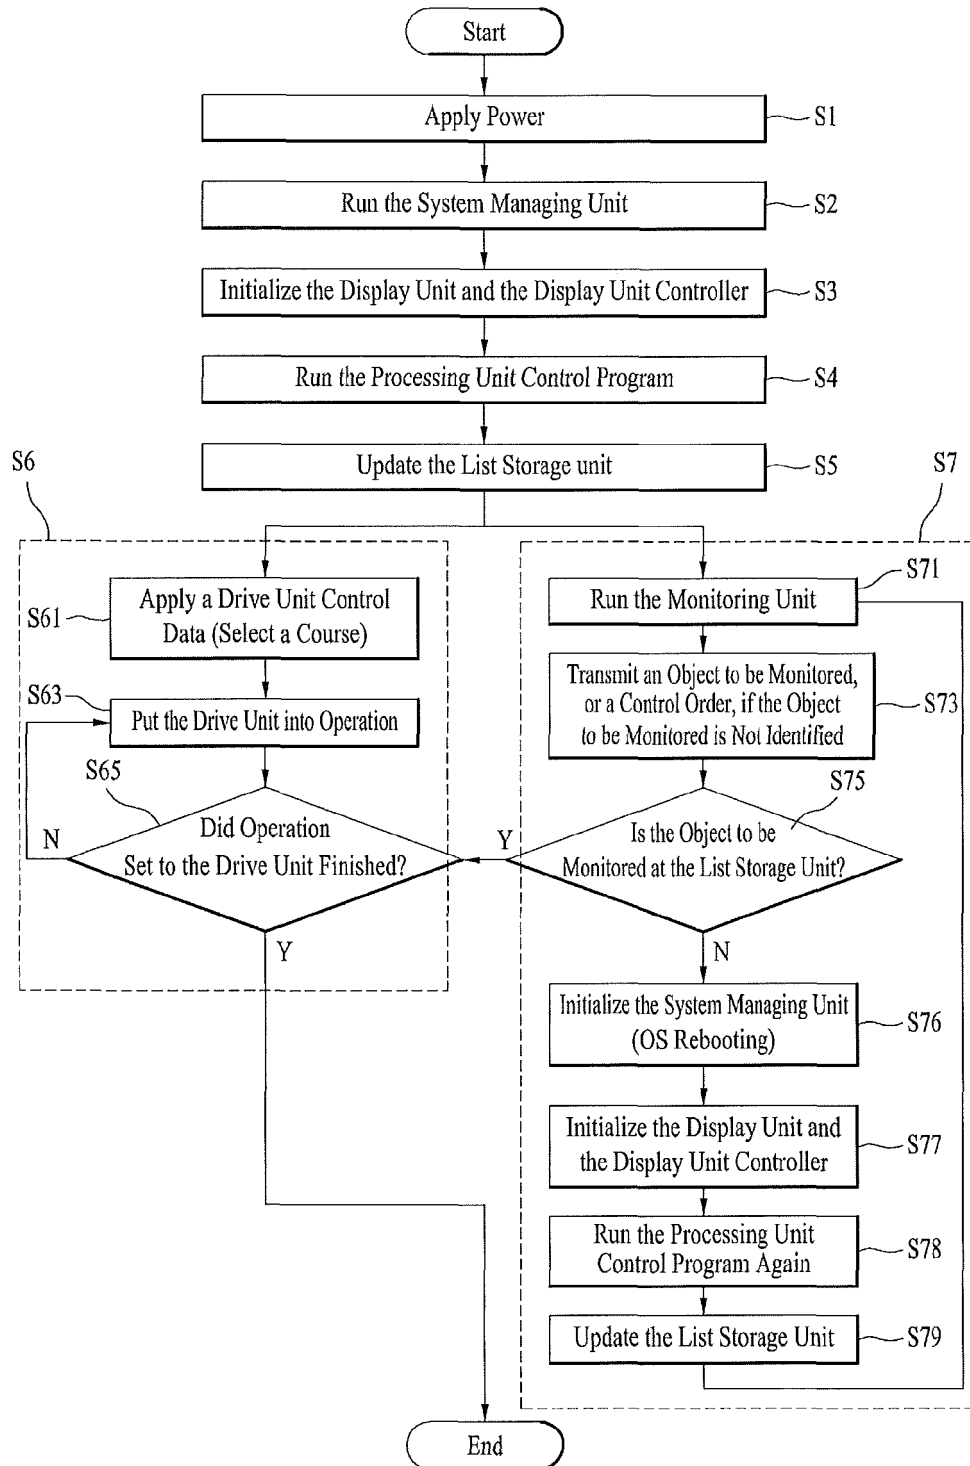 Start
Apply Power
S1
Run the System Managing Unit
S2
Initialize the Display Unit and the Display Unit Controller
S3
Run the Processing Unit Control Program
S4
Update the List Storage unit
S5
S6
S7
S61
Apply a Drive Unit Control
Data (Select a Course)
S63
Put the Drive Unit into Operation
S65
Did Operation
Set to the Drive Unit Finished?
N
Y
S71
Run the Monitoring Unit
Transmit an Object to be Monitored,
or a Control Order, if the Object
to be Monitored is Not Identified
S73
S75
Is the Object to be
Monitored at the List Storage Unit?
Y
N
Initialize the System Managing Unit
(OS Rebooting)
S76
Initialize the Display Unit and
the Display Unit Controller
S77
Run the Processing Unit
Control Program Again
S78
Update the List Storage Unit
S79
End